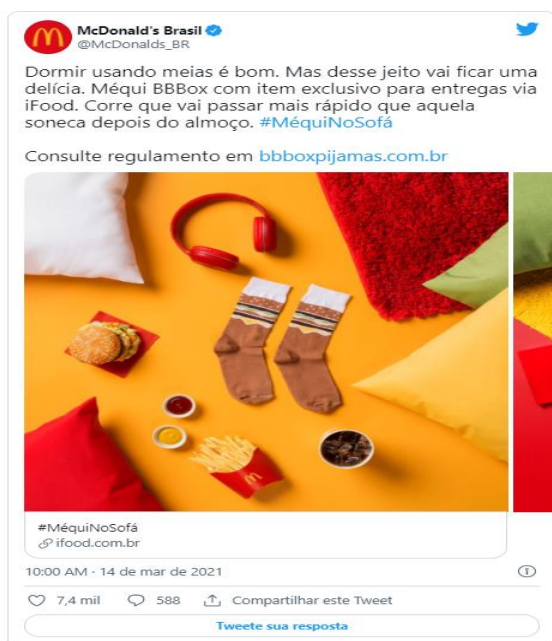 McDonald's Brasil
@McDonalds_BR
Dormir usando meias é bom. Mas desse jeito vai ficar uma
delícia. Méqui BBBox com item exclusivo para entregas via
iFood. Corre que vai passar mais rápido que aquela
soneca depois do almoço. #MéquiNoSofá
Consulte regulamento em bbboxpijamas.com.br
#MéquiNoSofá
ifood.com.br
10:00 AM · 14 de mar de 2021
7,4 mil 588 Compartilhar este Tweet
Tweete sua resposta